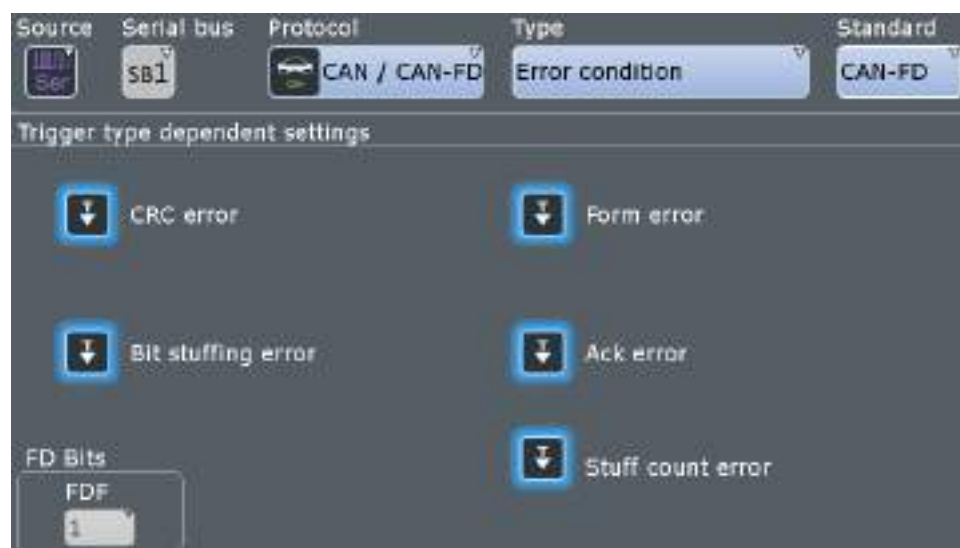 Source Serial bus Protocol Type Standard
Ser SB1 CAN / CAN-FD Error condition CAN-FD
Trigger type dependent settings
CRC error Form error
Bit stuffing error Ack error
Stuff count error
FD Bits
FDF
1